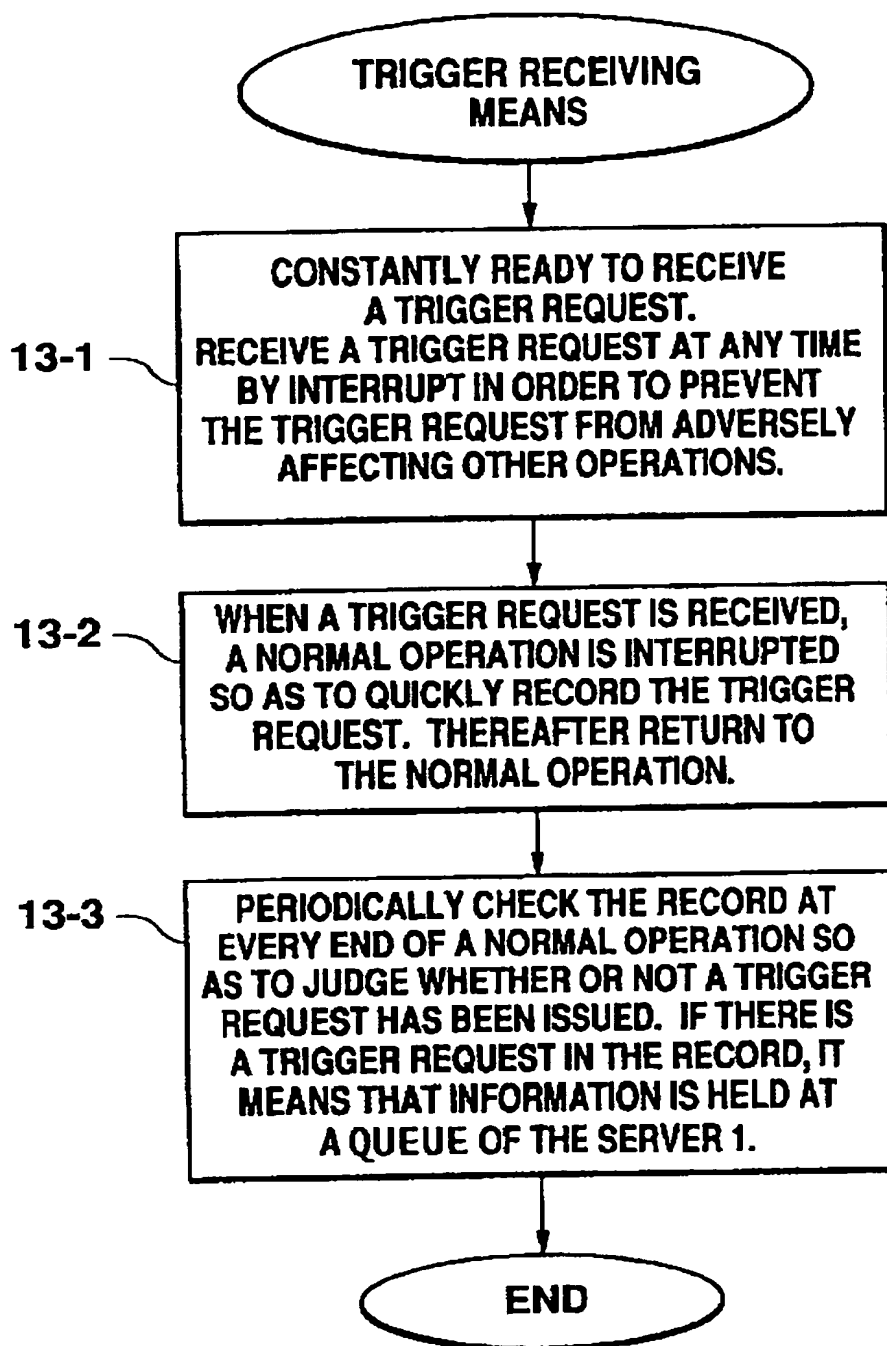 TRIGGER RECEIVING
MEANS
13-1
CONSTANTLY READY TO RECEIVE
A TRIGGER REQUEST.
RECEIVE A TRIGGER REQUEST AT ANY TIME
BY INTERRUPT IN ORDER TO PREVENT
THE TRIGGER REQUEST FROM ADVERSELY
AFFECTING OTHER OPERATIONS.
13-2
WHEN A TRIGGER REQUEST IS RECEIVED,
A NORMAL OPERATION IS INTERRUPTED
SO AS TO QUICKLY RECORD THE TRIGGER
REQUEST. THEREAFTER RETURN TO
THE NORMAL OPERATION.
13-3
PERIODICALLY CHECK THE RECORD AT
EVERY END OF A NORMAL OPERATION SO
AS TO JUDGE WHETHER OR NOT A TRIGGER
REQUEST HAS BEEN ISSUED. IF THERE IS
A TRIGGER REQUEST IN THE RECORD, IT
MEANS THAT INFORMATION IS HELD AT
A QUEUE OF THE SERVER 1.
END